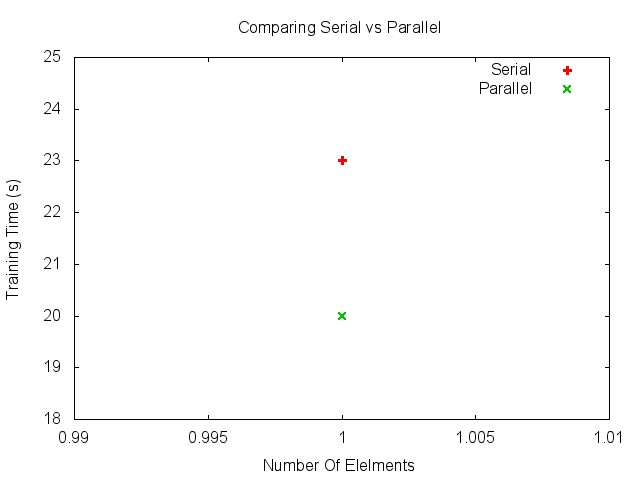 Comparing Serial vs Parallel
25
24
23
22
21
20
19
18
Training Time (s)
Serial
Parallel
0.99 0.995 1 1.005 1.01
Number Of Elelments